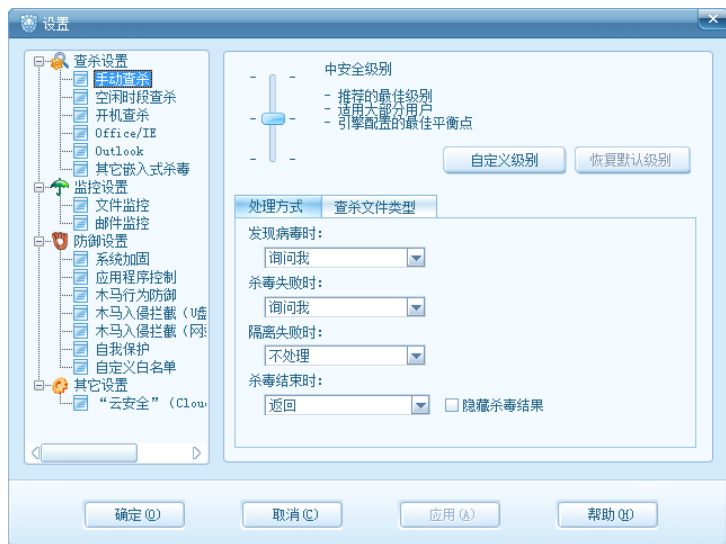 设置
查杀设置
手动查杀
空闲时段查杀
开机查杀
Office/IE
Outlook
其它嵌入式杀毒
监控设置
文件监控
邮件监控
防御设置
系统加固
应用程序控制
木马行为防御
木马入侵拦截（U盘
木马入侵拦截（网
自我保护
自定义白名单
其它设置
“云安全”（Clou
中安全级别
- 推荐的最佳级别
- 适用大部分用户
- 引擎配置的最佳平衡点
自定义级别
恢复默认级别
处理方式
查杀文件类型
发现病毒时:
询问我
杀毒失败时:
询问我
隔离失败时:
不处理
杀毒结束时:
返回
隐藏杀毒结果
确定(O)
取消(C)
应用(A)
帮助(H)